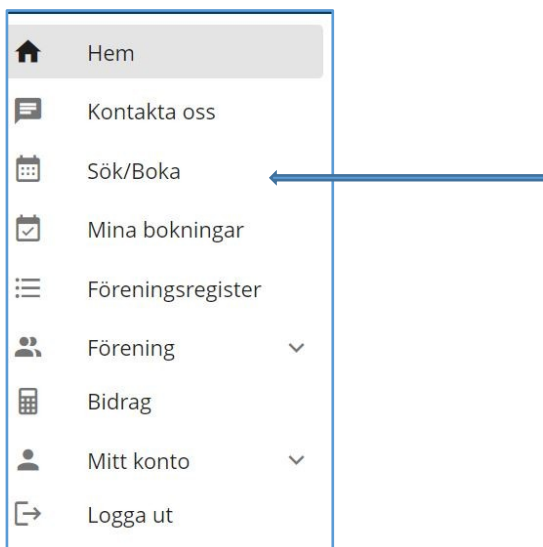 Hem
Kontakta oss
Sök/Boka
Mina bokningar
Föreningsregister
Förening
Bidrag
Mitt konto
Logga ut